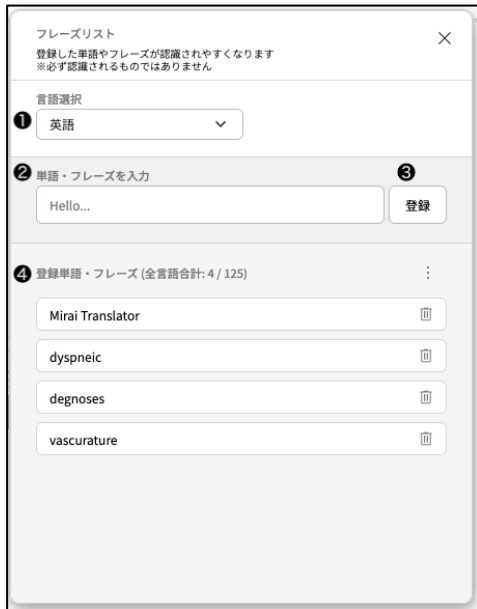 フレーズリスト
登録した単語やフレーズが認識されやすくなります
※必ず認識されるものではありません
言語選択
❶ 英語
❷ 単語・フレーズを入力 ❸
Hello... 登録
❹ 登録単語・フレーズ (全言語合計: 4 / 125)
Mirai Translator
dyspneic
degnoses
vascurature